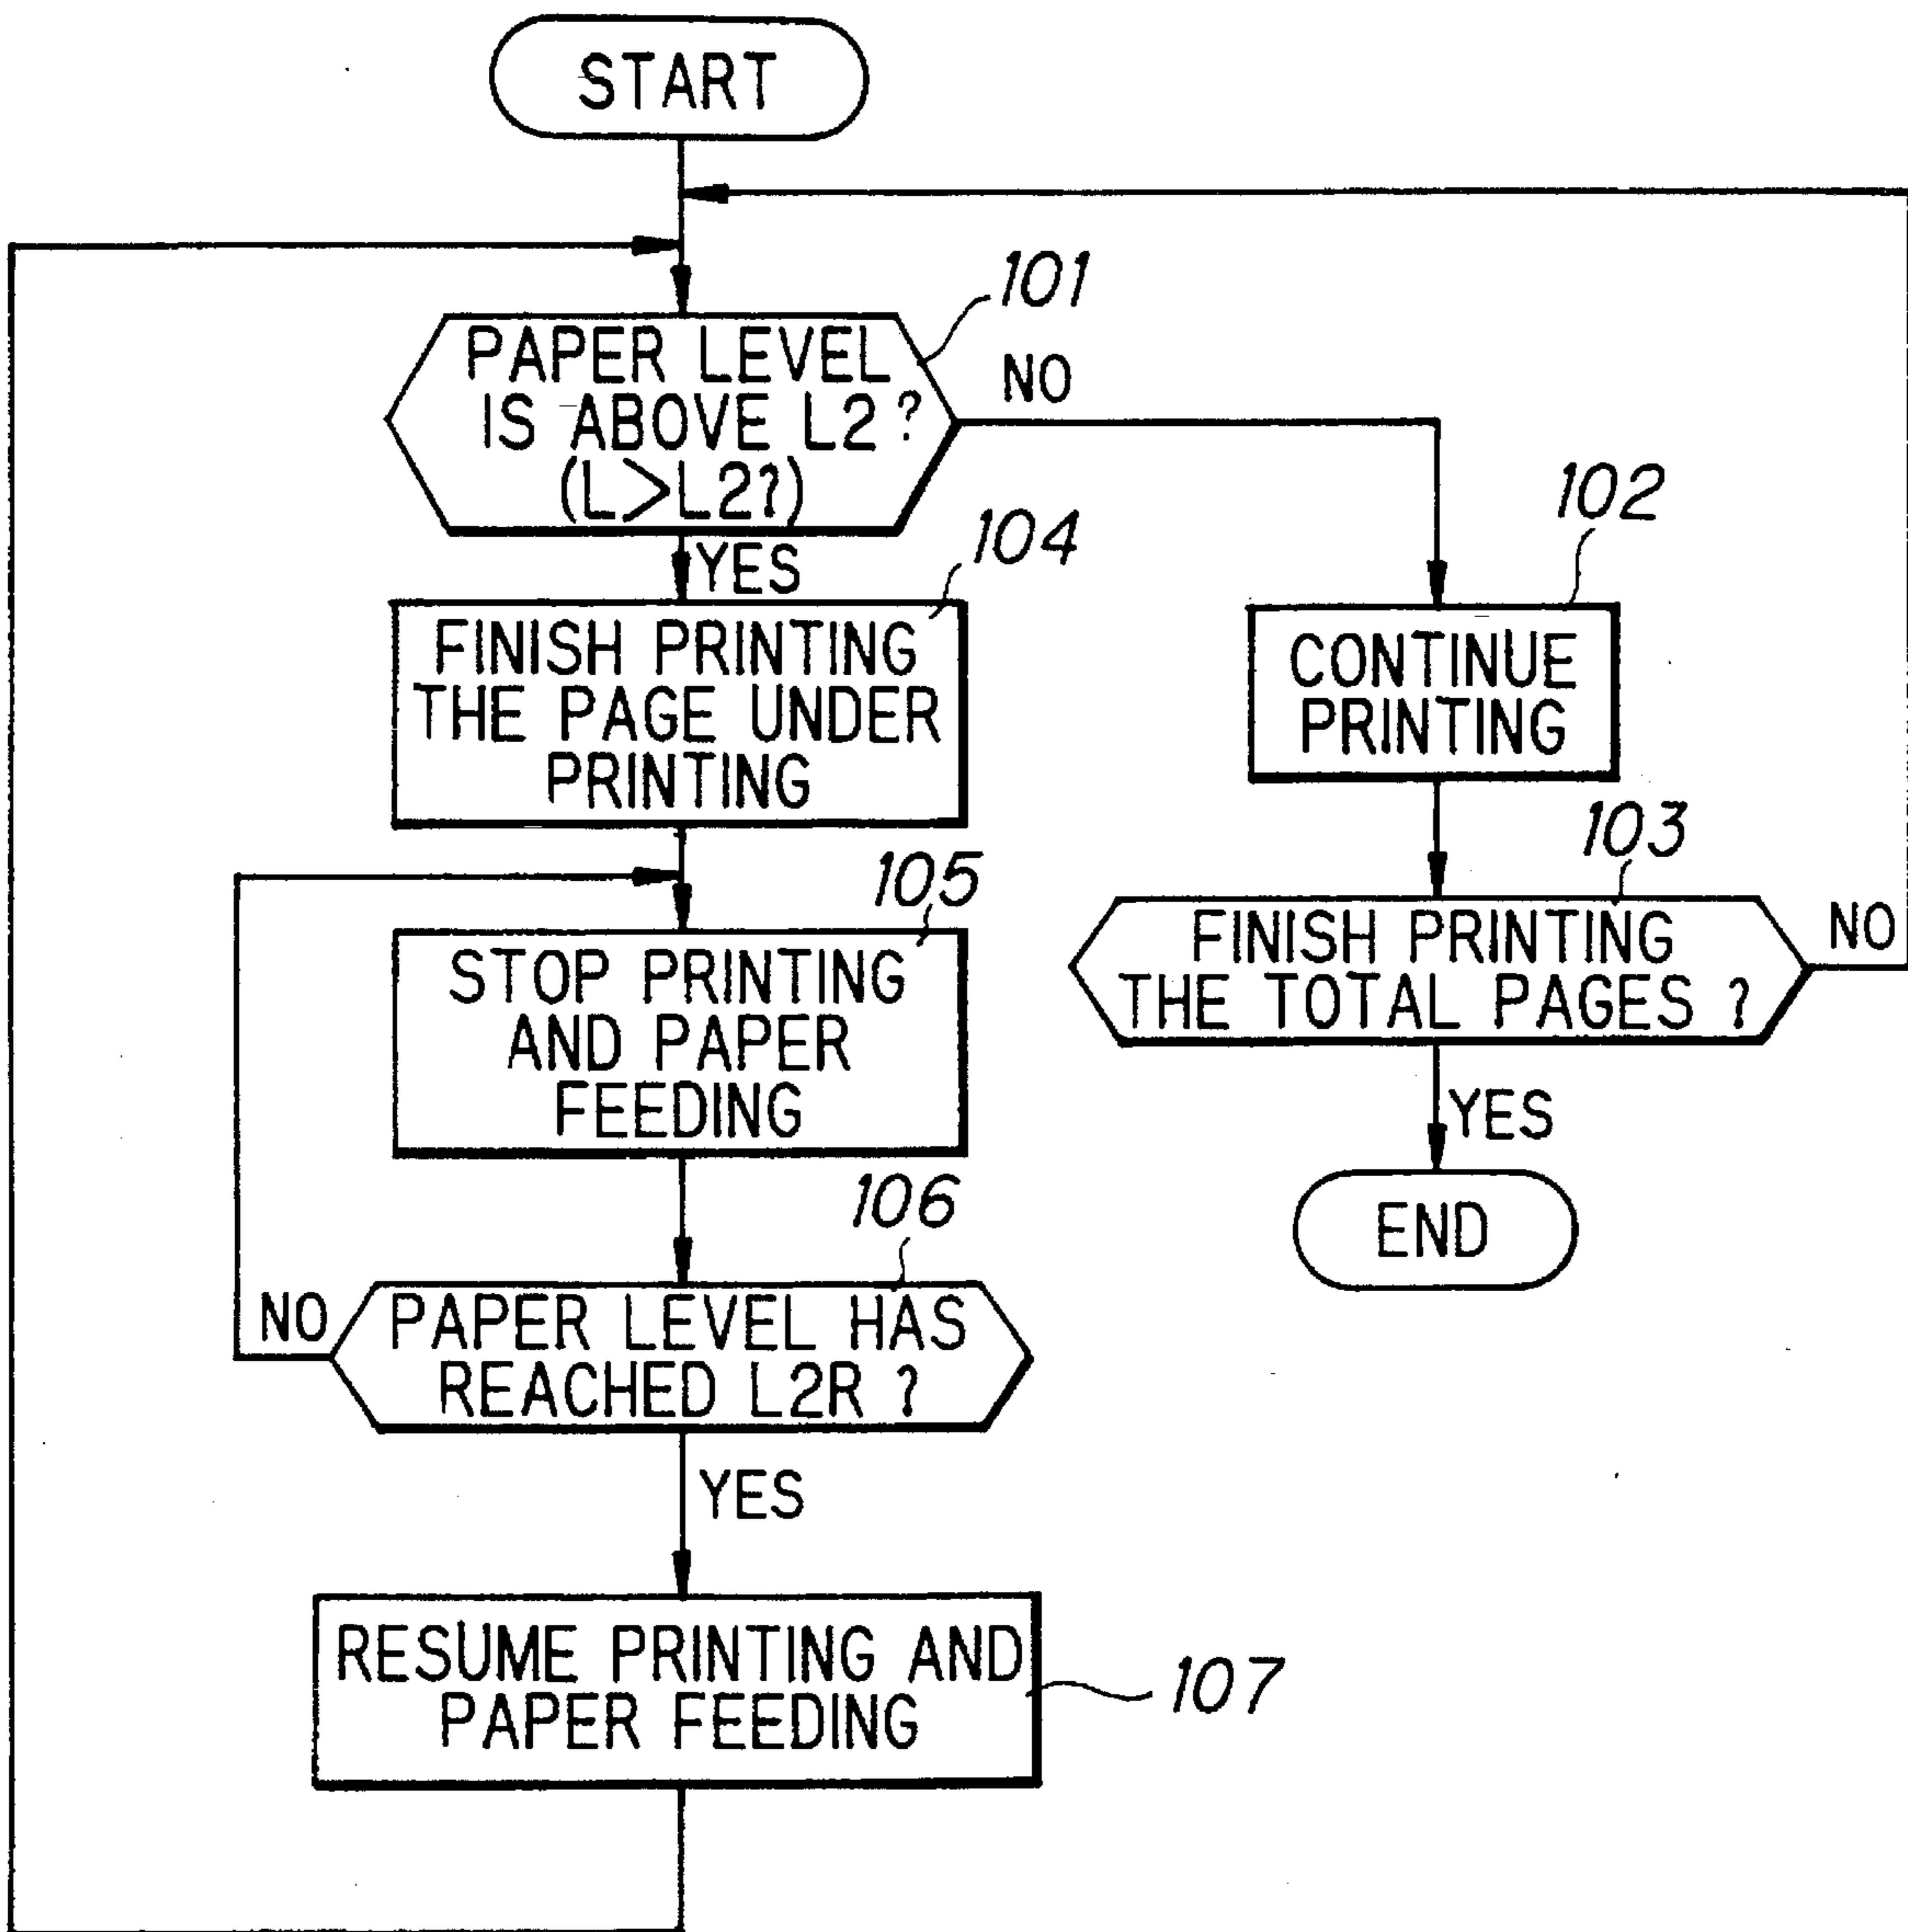 START
101
PAPER LEVEL
IS ABOVE L2 ?
(L>L2?)
NO
YES
102
104
FINISH PRINTING
THE PAGE UNDER
PRINTING
CONTINUE
PRINTING
103
105
FINISH PRINTING
THE TOTAL PAGES ?
NO
STOP PRINTING
AND PAPER
FEEDING
YES
106
END
NO
PAPER LEVEL HAS
REACHED L2R ?
YES
RESUME PRINTING AND
PAPER FEEDING
107